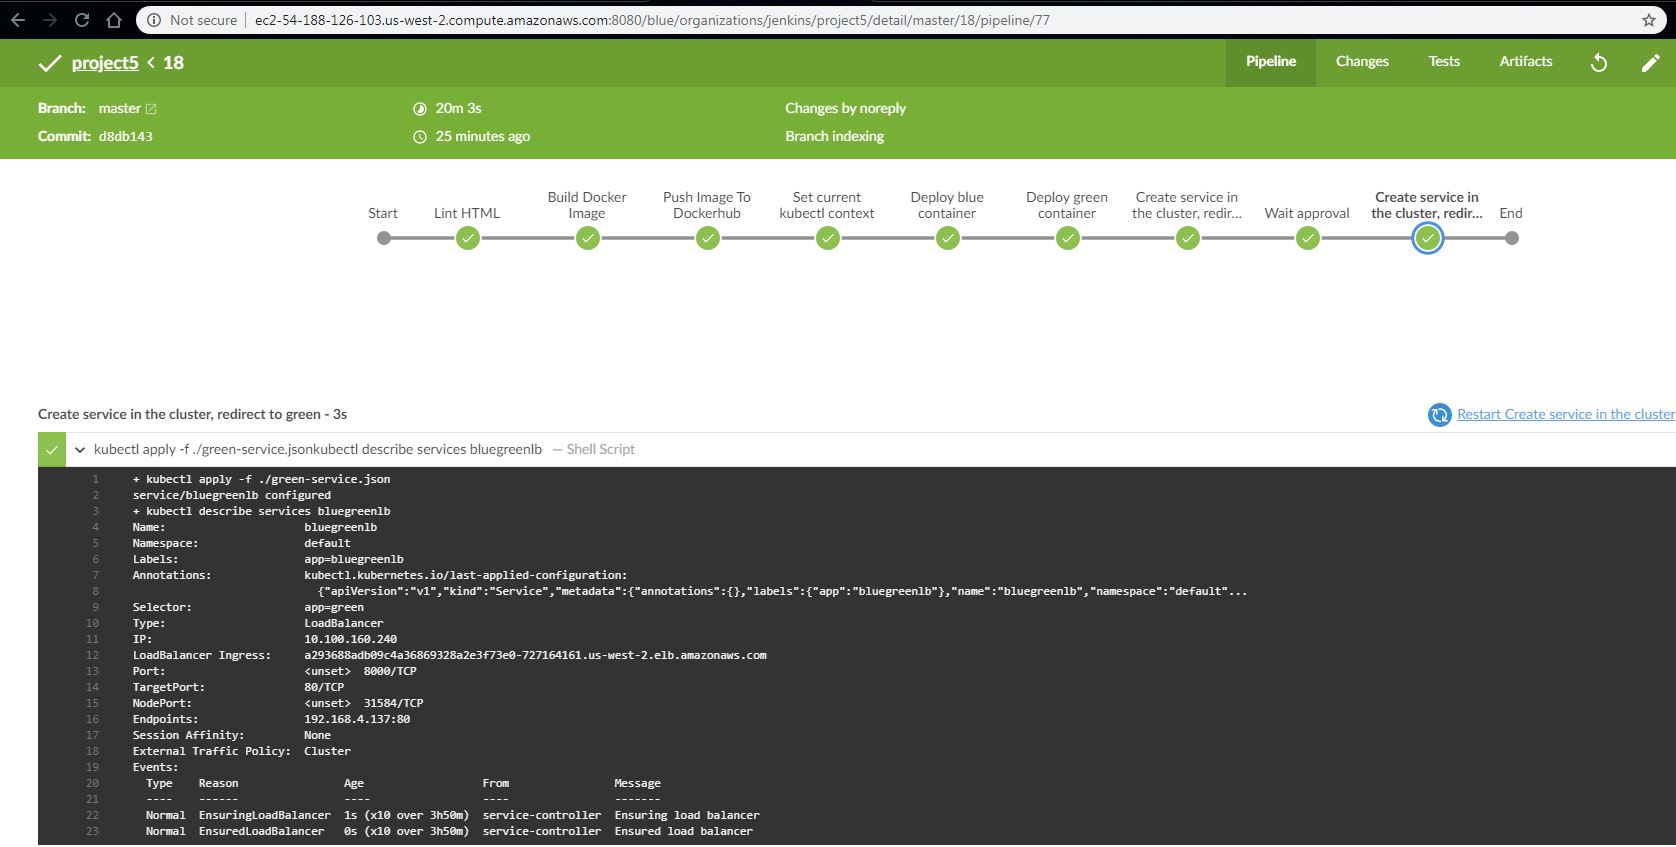 Not secure | ec2-54-188-126-103.us-west-2.compute.amazonaws.com:8080/blue/organizations/jenkins/project5/detail/master/18/pipeline/77
project5 < 18
Pipeline Changes Tests Artifacts
Branch: master 20m 3s Changes by noreply
Commit: d8db143 25 minutes ago Branch indexing
Start
Lint HTML
Build Docker
Image
Push Image To
Dockerhub
Set current
kubectl context
Deploy blue
container
Deploy green
container
Create service in
the cluster, redir...
Wait approval
Create service in
the cluster, redir...
End
Create service in the cluster, redirect to green - 3s
Restart Create service in the cluster
kubectl apply -f ./green-service.jsonkubectl describe services bluegreenlb — Shell Script
1 + kubectl apply -f ./green-service.json
2 service/bluegreenlb configured
3 + kubectl describe services bluegreenlb
4 Name: bluegreenlb
5 Namespace: default
6 Labels: app=bluegreenlb
7 Annotations: kubectl.kubernetes.io/last-applied-configuration:
8 {"apiVersion":"v1","kind":"Service","metadata":{"annotations":{},"labels":{"app":"bluegreenlb"},"name":"bluegreenlb","namespace":"default"...
9 Selector: app=green
10 Type: LoadBalancer
11 IP: 10.100.160.240
12 LoadBalancer Ingress: a293688adb09c4a36869328a2e3f73e0-727164161.us-west-2.elb.amazonaws.com
13 Port: <unset> 8000/TCP
14 TargetPort: 80/TCP
15 NodePort: <unset> 31584/TCP
16 Endpoints: 192.168.4.137:80
17 Session Affinity: None
18 External Traffic Policy: Cluster
19 Events:
20 Type Reason Age From Message
21 ---- ------ ---- ---- -------
22 Normal EnsuringLoadBalancer 1s (x10 over 3h50m) service-controller Ensuring load balancer
23 Normal EnsuredLoadBalancer 0s (x10 over 3h50m) service-controller Ensured load balancer